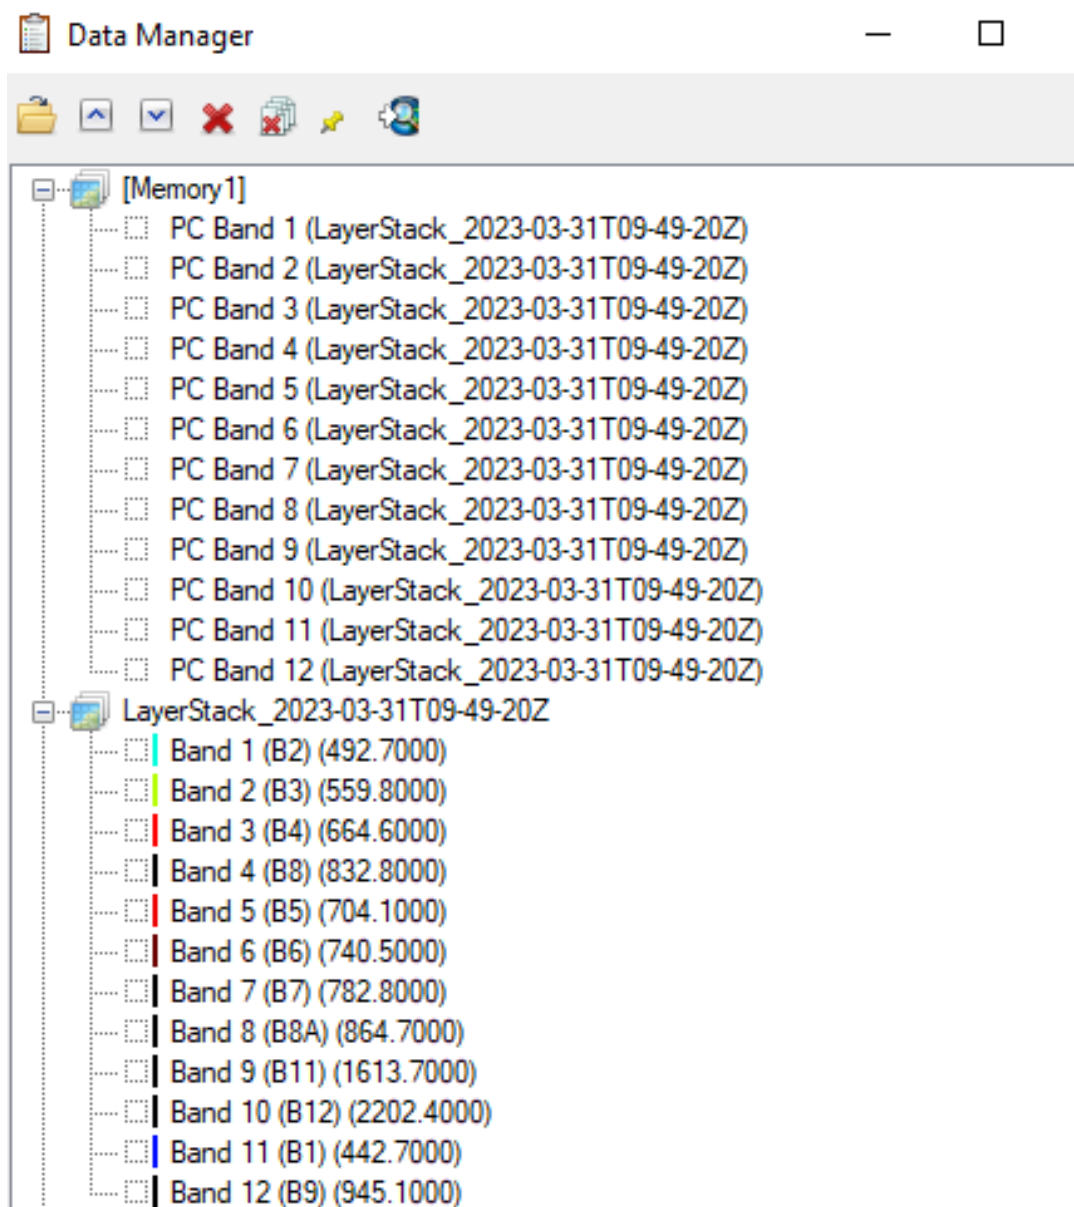 Data Manager
[Memory1]
PC Band 1 (LayerStack_2023-03-31T09-49-20Z)
PC Band 2 (LayerStack_2023-03-31T09-49-20Z)
PC Band 3 (LayerStack_2023-03-31T09-49-20Z)
PC Band 4 (LayerStack_2023-03-31T09-49-20Z)
PC Band 5 (LayerStack_2023-03-31T09-49-20Z)
PC Band 6 (LayerStack_2023-03-31T09-49-20Z)
PC Band 7 (LayerStack_2023-03-31T09-49-20Z)
PC Band 8 (LayerStack_2023-03-31T09-49-20Z)
PC Band 9 (LayerStack_2023-03-31T09-49-20Z)
PC Band 10 (LayerStack_2023-03-31T09-49-20Z)
PC Band 11 (LayerStack_2023-03-31T09-49-20Z)
PC Band 12 (LayerStack_2023-03-31T09-49-20Z)
LayerStack_2023-03-31T09-49-20Z
Band 1 (B2) (492.7000)
Band 2 (B3) (559.8000)
Band 3 (B4) (664.6000)
Band 4 (B8) (832.8000)
Band 5 (B5) (704.1000)
Band 6 (B6) (740.5000)
Band 7 (B7) (782.8000)
Band 8 (B8A) (864.7000)
Band 9 (B11) (1613.7000)
Band 10 (B12) (2202.4000)
Band 11 (B1) (442.7000)
Band 12 (B9) (945.1000)